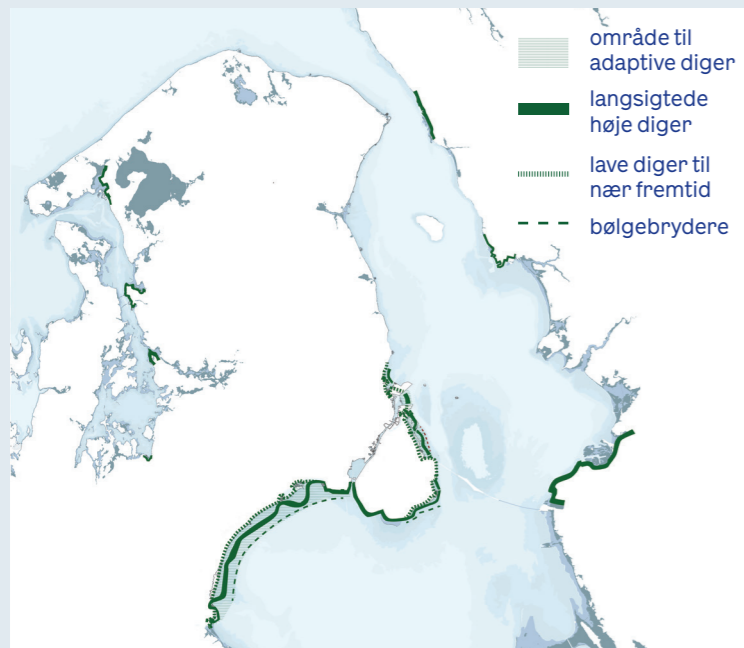 område til
adaptive diger
langsigtede
høje diger
lave diger til
nær fremtid
bølgebrydere